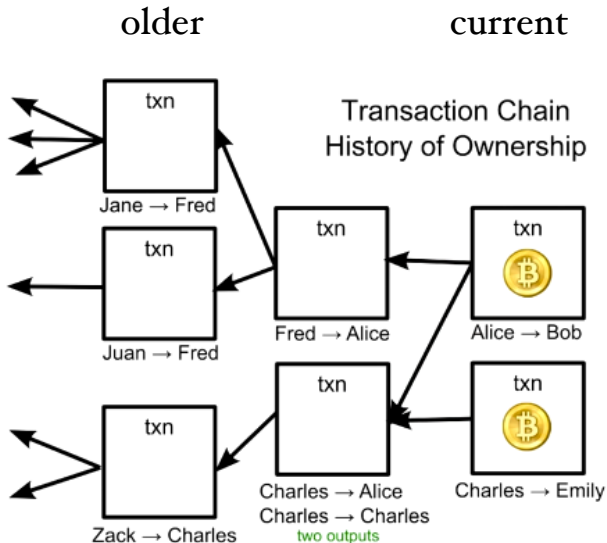 older
current
Transaction Chain
History of Ownership
txn
Jane → Fred
txn
Juan → Fred
txn
Zack → Charles
txn
Fred → Alice
txn
Charles → Alice
Charles → Charles
two outputs
txn
₿
Alice → Bob
txn
₿
Charles → Emily